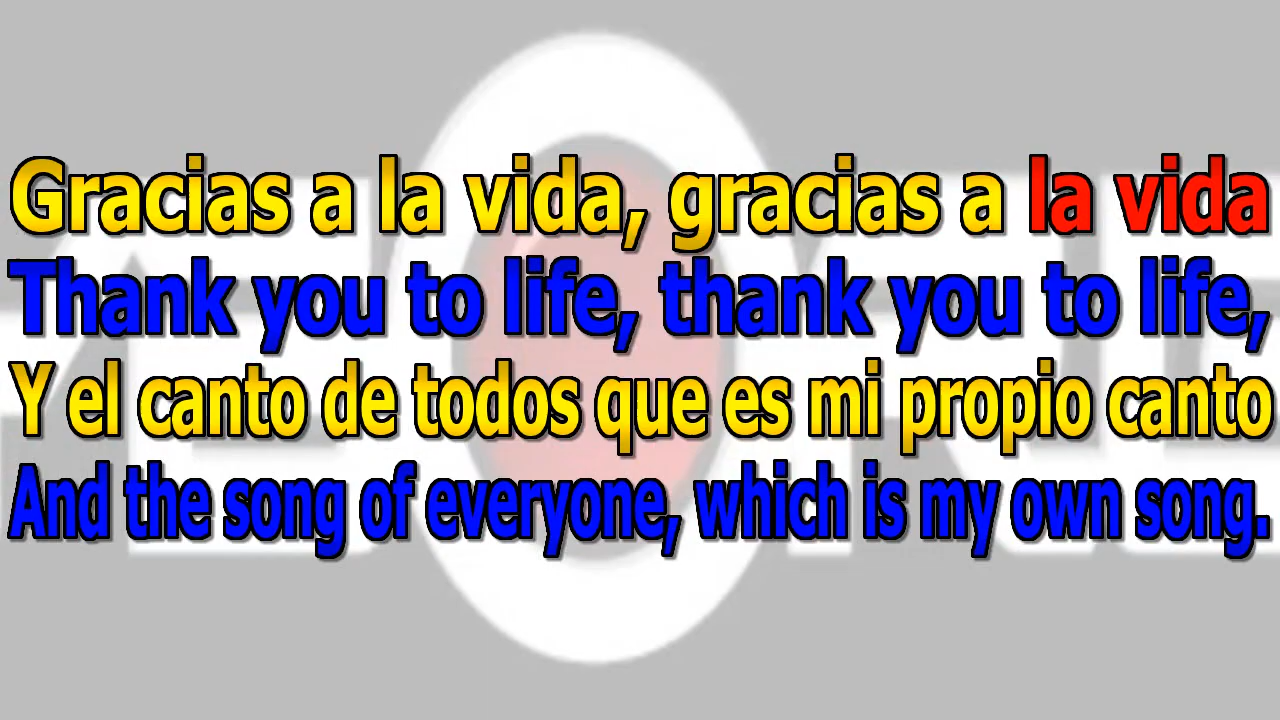 Gracias a la vida, gracias a la vida
Thank you to life, thank you to life,
Y el canto de todos que es mi propio canto
And the song of everyone, which is my own song.